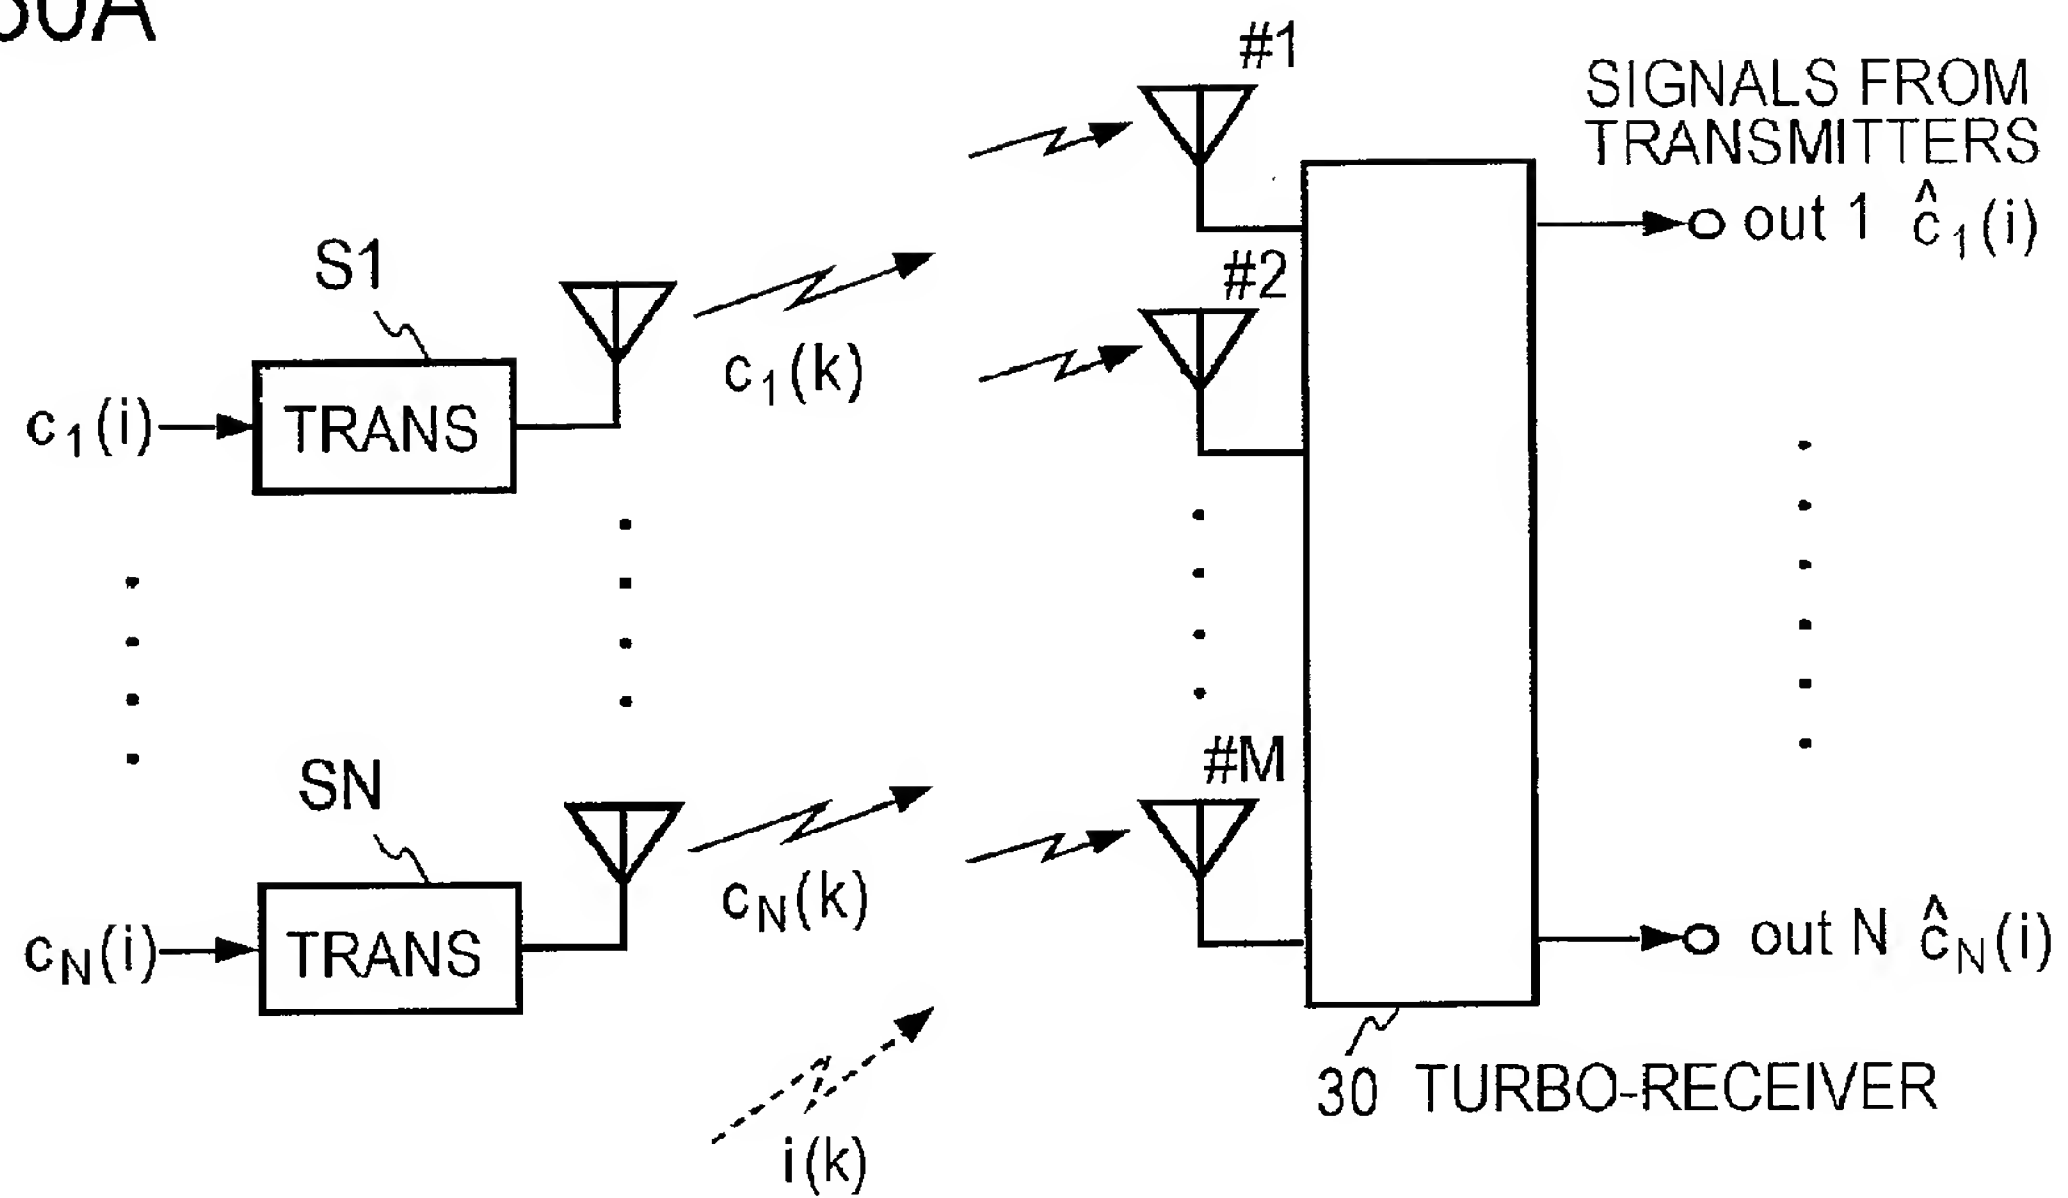 #1
SIGNALS FROM
TRANSMITTERS
out 1 ĉ₁(i)
S1
#2
c₁(k)
c₁(i)
TRANS
#M
SN
cN(k)
cN(i)
TRANS
out N ĉN(i)
30 TURBO-RECEIVER
i(k)